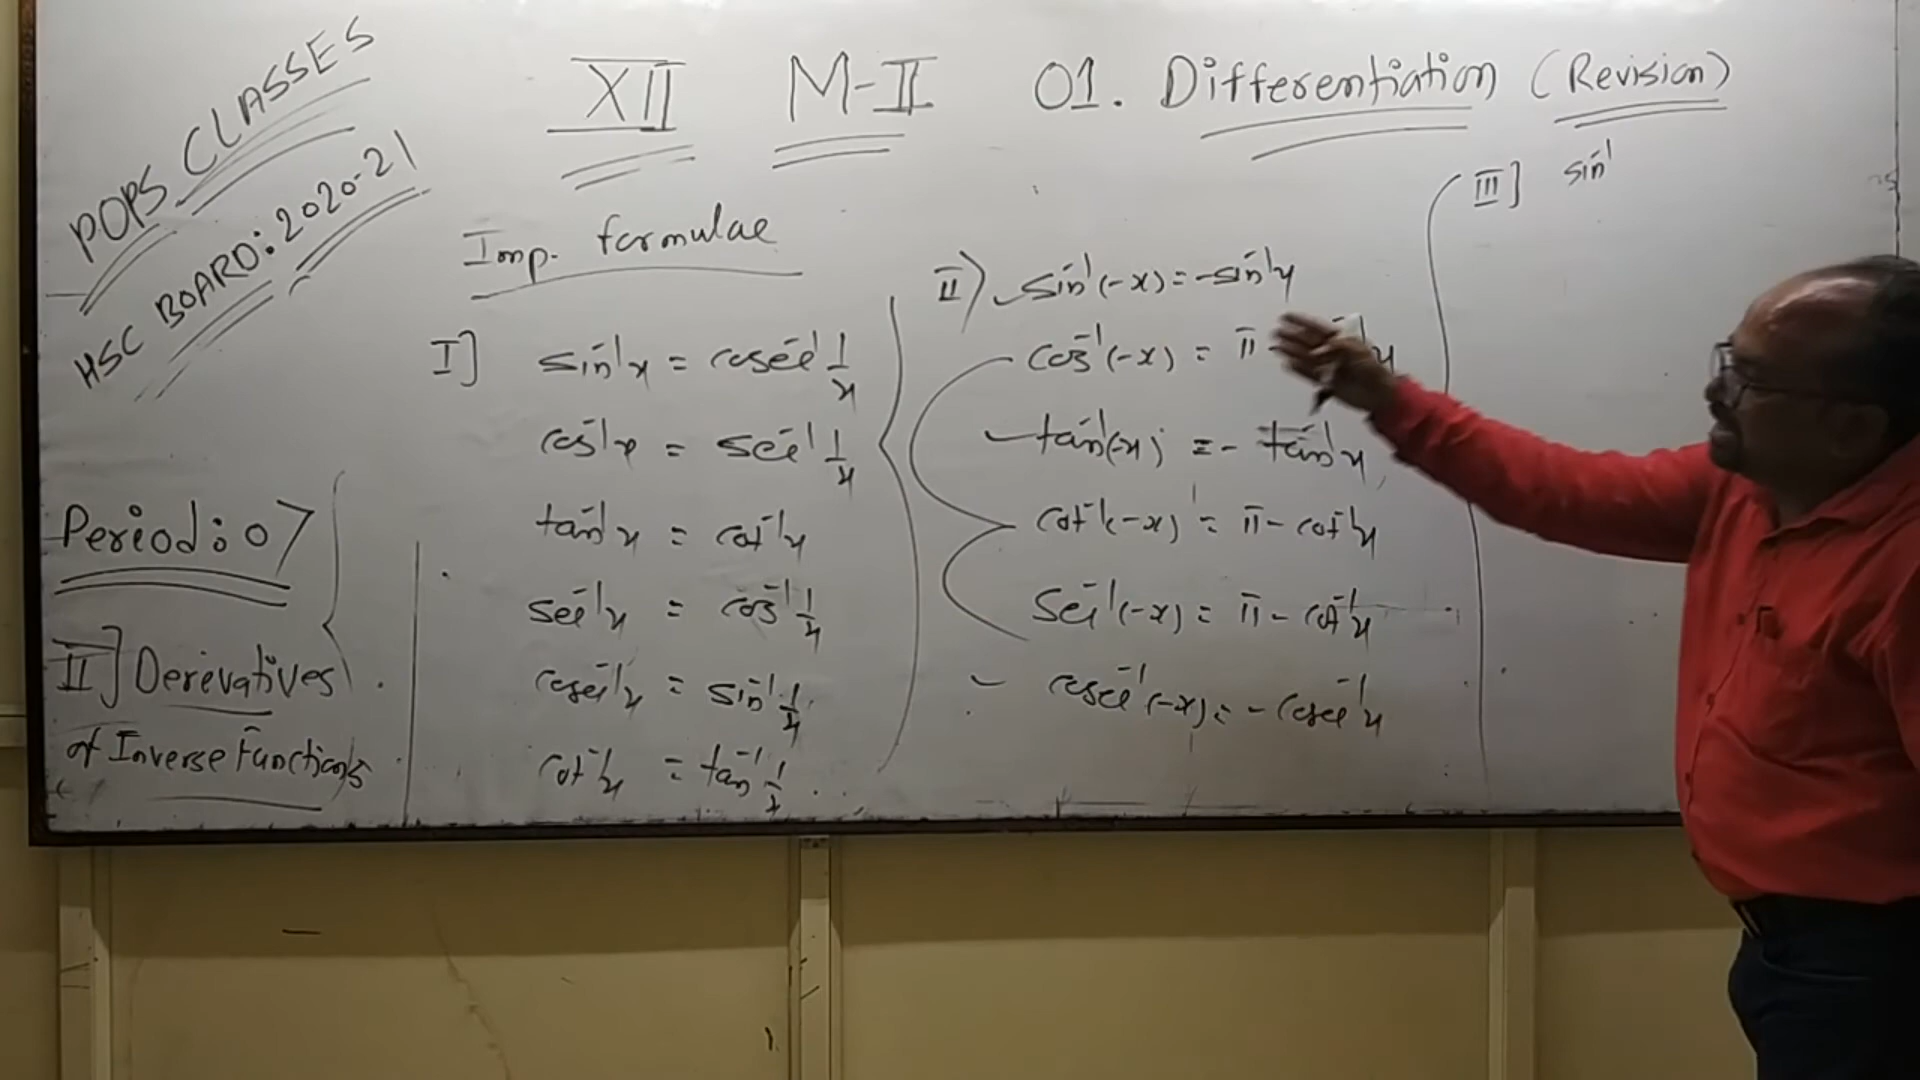 POPS CLASSES
HSC BOARD: 2020-21
XII M-II 01. Differentiation (Revision)
Imp. formulae
Period: 07
II] Derevatives
of Inverse Functions
I] sin⁻¹x = cosec⁻¹ 1/x
cos⁻¹x = sec⁻¹ 1/x
tan⁻¹x = cot⁻¹x
sec⁻¹x = cos⁻¹ 1/x
cosec⁻¹x = sin⁻¹ 1/x
cot⁻¹x = tan⁻¹ 1/x
II) sin⁻¹(-x) = -sin⁻¹x
cos⁻¹(-x) = π -
tan⁻¹(-x) = - tan⁻¹x
cot⁻¹(-x) = π - cot⁻¹x
sec⁻¹(-x) = π - cot⁻¹x
cosec⁻¹(-x) = - cosec⁻¹x
III] sin⁻¹